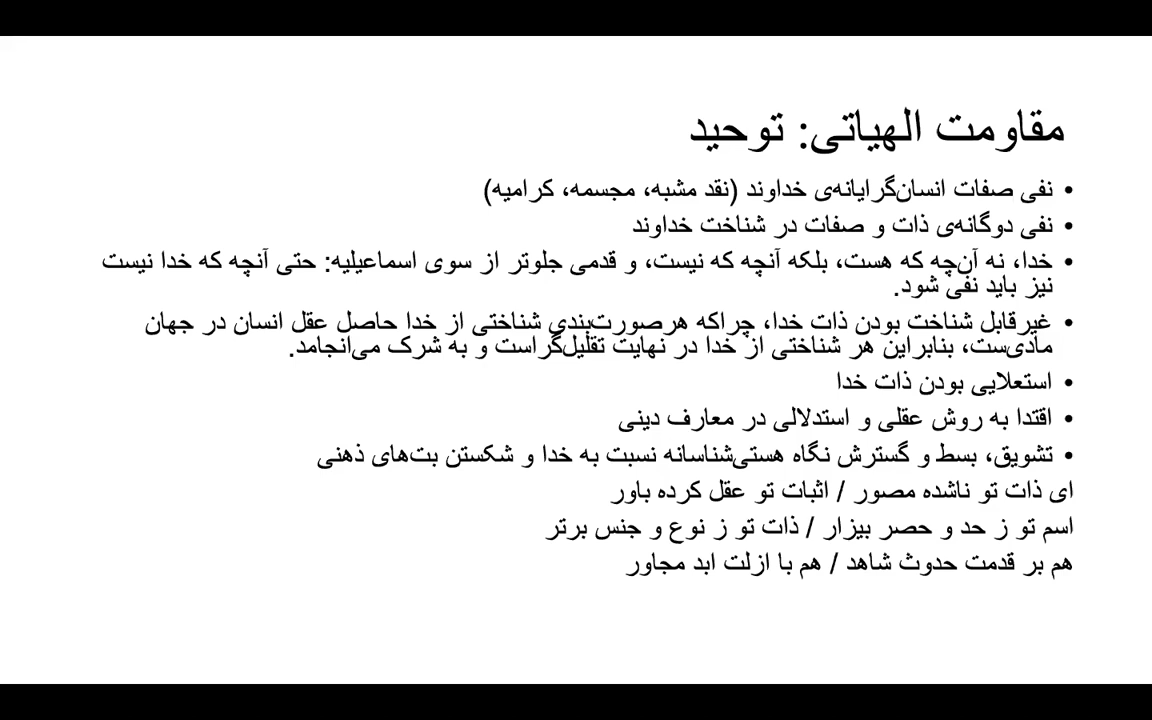 مقاومت الهیاتی: توحید
• نفی صفات انسان‌گرایانه‌ی خداوند (نقد مشبه، مجسمه، کرامیه)
• نفی دوگانه‌ی ذات و صفات در شناخت خداوند
• خدا، نه آن‌چه که هست، بلکه آنچه که نیست، و قدمی جلوتر از سوی اسماعیلیه: حتی آنچه که خدا نیست
نیز باید نفی شود.
• غیرقابل شناخت بودن ذات خدا، چراکه هرصورت‌بندی شناختی از خدا حاصل عقل انسان در جهان
مادی‌ست، بنابراین هر شناختی از خدا در نهایت تقلیل‌گراست و به شرک می‌انجامد.
• استعلایی بودن ذات خدا
• اقتدا به روش عقلی و استدلالی در معارف دینی
• تشویق، بسط و گسترش نگاه هستی‌شناسانه نسبت به خدا و شکستن بت‌های ذهنی
ای ذات تو ناشده مصور / اثبات تو عقل کرده باور
اسم تو ز حد و حصر بیزار / ذات تو ز نوع و جنس برتر
هم بر قدمت حدوث شاهد / هم با ازلت ابد مجاور